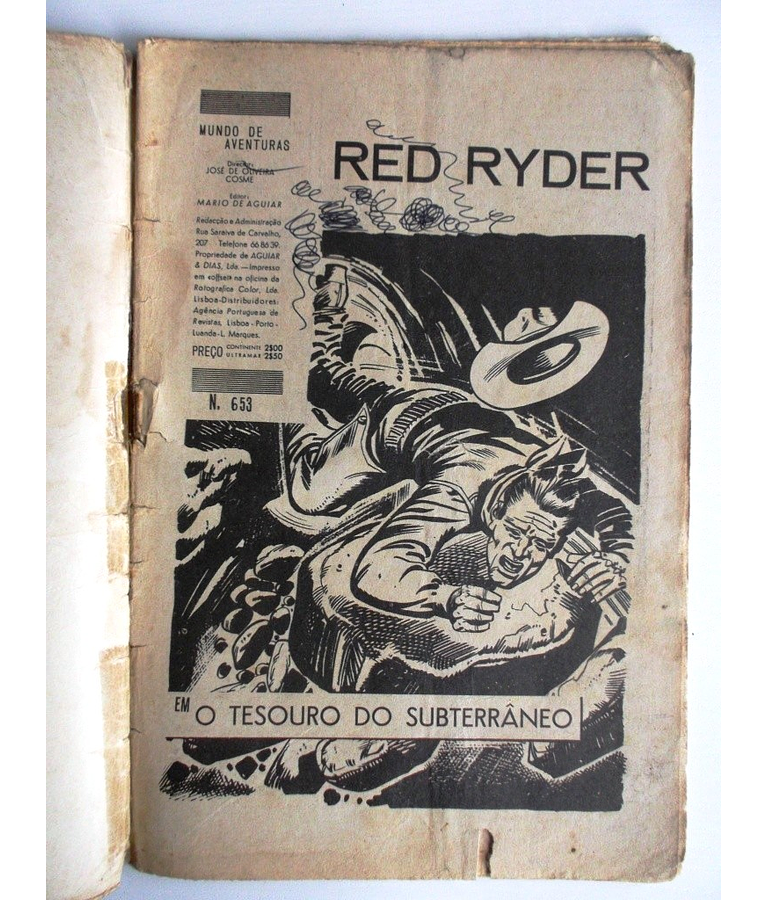 MUNDO DE
AVENTURAS
Director:
JOSÉ DE OLIVEIRA
COSME
Editor:
MARIO DE AGUIAR
Redacção e Administração
Rua Saraiva de Carvalho,
207 Telefone 66 86 39.
Propriedade de AGUIAR
& DIAS, Lda. — Impresso
em «offset» na oficina da
Fotogravura Color, Lda.
Lisboa-Distribuidores:
Agência Portuguesa de
Revistas, Lisboa-Porto-
Luanda-L. Marques.
PREÇO CONTINENTE 2$00
ULTRAMAR 2$50
N. 653
RED RYDER
EM O TESOURO DO SUBTERRÂNEO